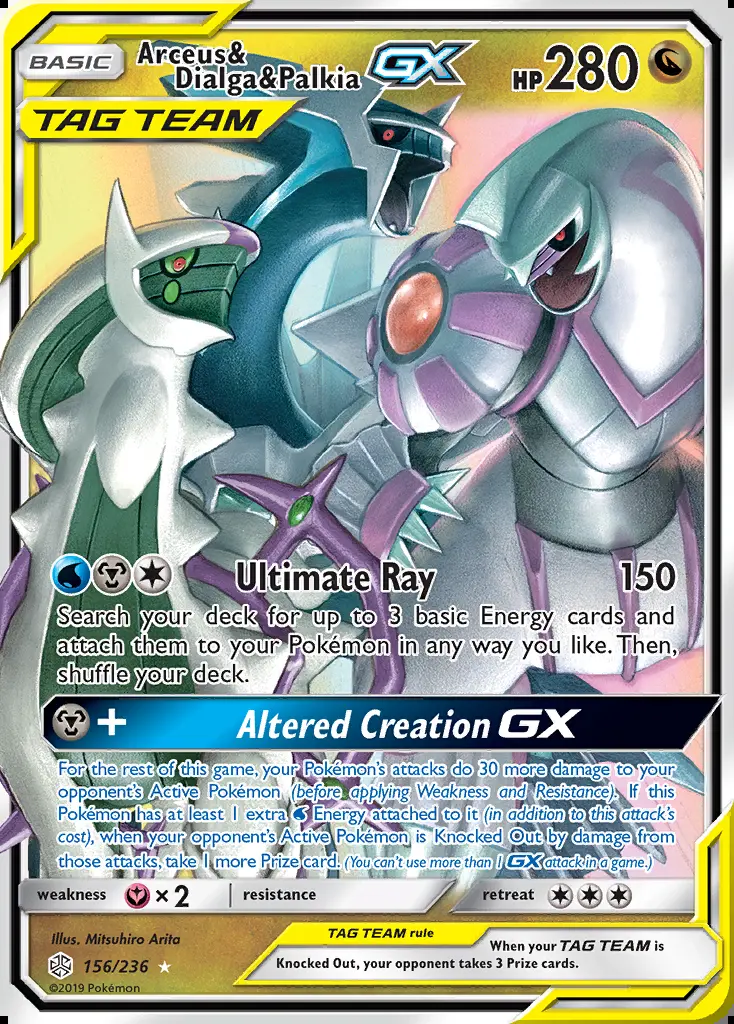 BASIC
Arceus&
Dialga&Palkia GX
HP 280
TAG TEAM
Ultimate Ray 150
Search your deck for up to 3 basic Energy cards and
attach them to your Pokémon in any way you like. Then,
shuffle your deck.
+ Altered Creation GX
For the rest of this game, your Pokémon's attacks do 30 more damage to your
opponent's Active Pokémon (before applying Weakness and Resistance). If this
Pokémon has at least 1 extra Energy attached to it (in addition to this attack's
cost), when your opponent's Active Pokémon is Knocked Out by damage from
those attacks, take 1 more Prize card. (You can't use more than 1 GX attack in a game.)
weakness ×2 resistance retreat
Illus. Mitsuhiro Arita
156/236
©2019 Pokémon
TAG TEAM rule
When your TAG TEAM is
Knocked Out, your opponent takes 3 Prize cards.